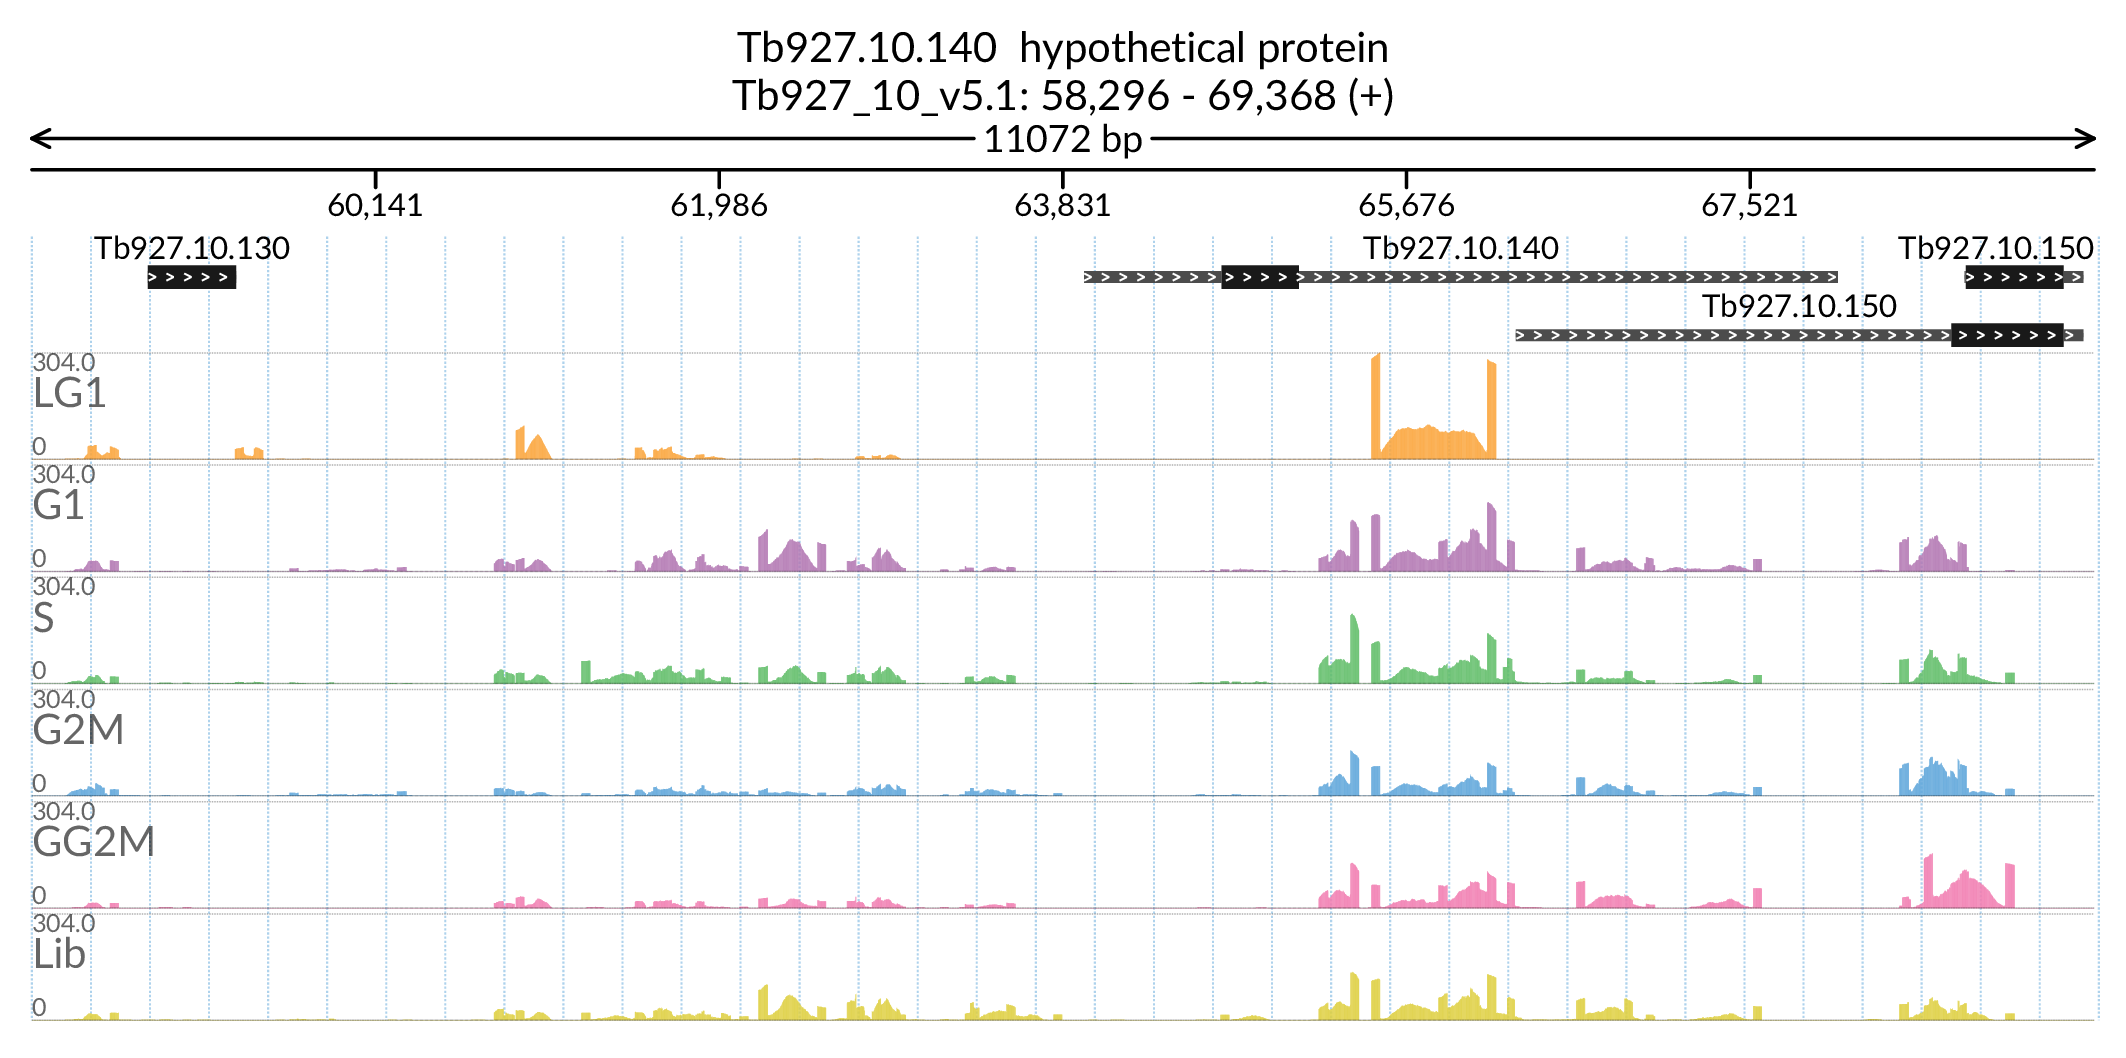 Tb927.10.140 hypothetical protein
Tb927_10_v5.1: 58,296 - 69,368 (+)
11072 bp
60,141 61,986 63,831 65,676 67,521
Tb927.10.130 Tb927.10.140 Tb927.10.150
Tb927.10.150
304.0
LG1
0
304.0
G1
0
304.0
S
0
304.0
G2M
0
304.0
GG2M
0
304.0
Lib
0